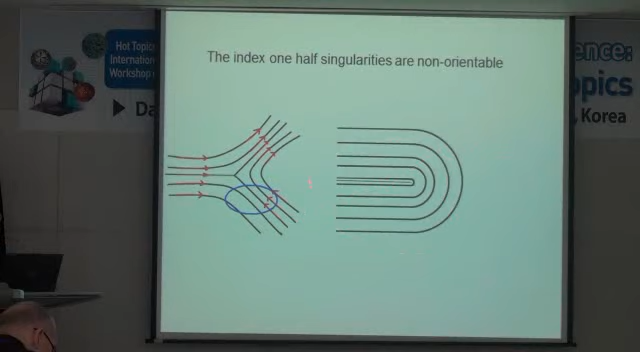 The index one half singularities are non-orientable
Hot Topic
Internation
Workshop
Da
ence:
opics
, Korea